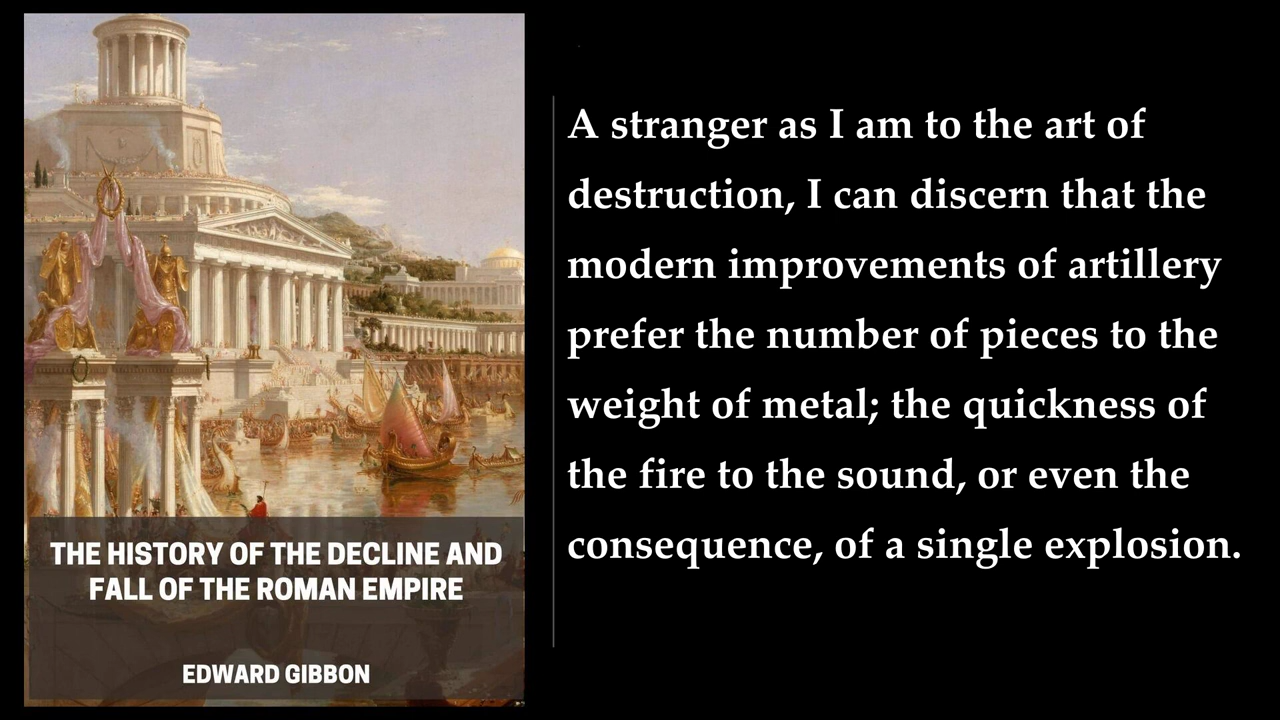 THE HISTORY OF THE DECLINE AND
FALL OF THE ROMAN EMPIRE
EDWARD GIBBON
A stranger as I am to the art of
destruction, I can discern that the
modern improvements of artillery
prefer the number of pieces to the
weight of metal; the quickness of
the fire to the sound, or even the
consequence, of a single explosion.